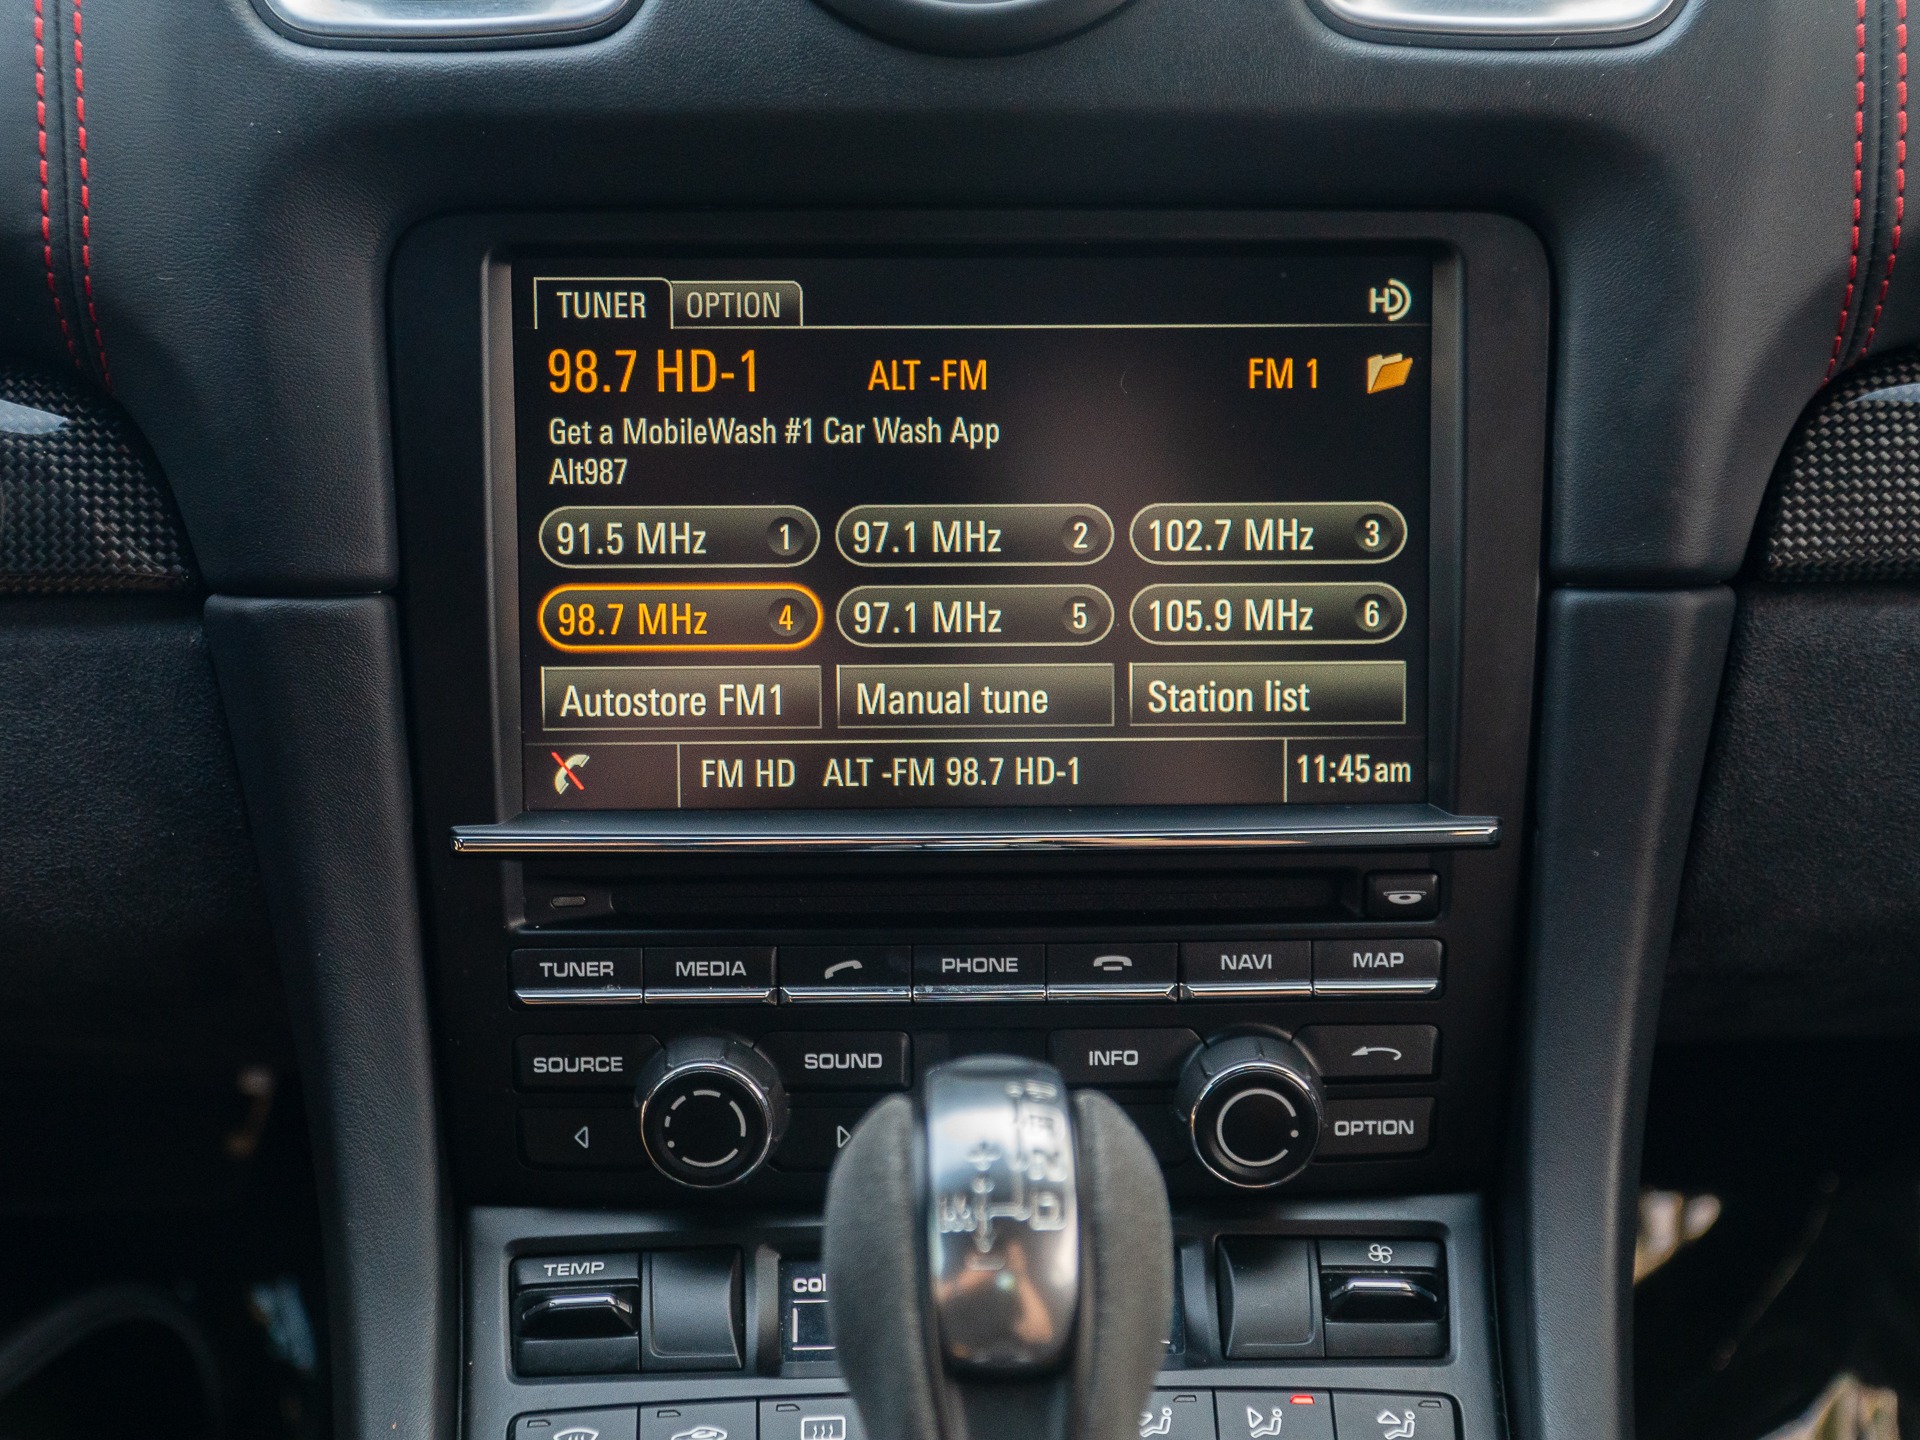 TUNER OPTION HD
98.7 HD-1 ALT -FM FM 1
Get a MobileWash #1 Car Wash App
Alt987
91.5 MHz 1 97.1 MHz 2 102.7 MHz 3
98.7 MHz 4 97.1 MHz 5 105.9 MHz 6
Autostore FM1 Manual tune Station list
FM HD ALT -FM 98.7 HD-1 11:45am
TUNER MEDIA PHONE NAVI MAP
SOURCE SOUND INFO
OPTION
TEMP